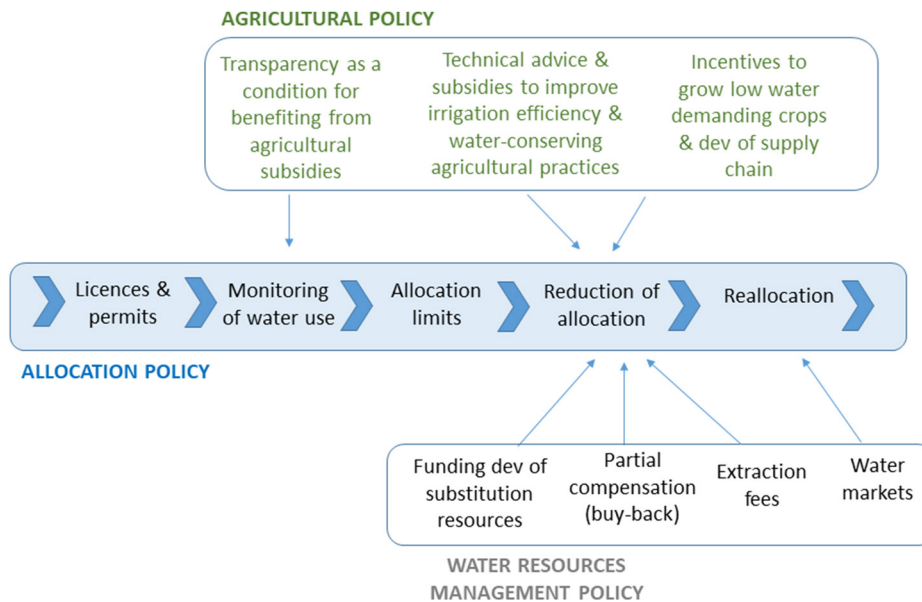 AGRICULTURAL POLICY
Transparency as a
condition for
benefiting from
agricultural
subsidies
Technical advice &
subsidies to improve
irrigation efficiency &
water-conserving
agricultural practices
Incentives to
grow low water
demanding crops
& dev of supply
chain
Licences &
permits
Monitoring
of water use
Allocation
limits
Reduction of
allocation
Reallocation
ALLOCATION POLICY
Funding dev of
substitution
resources
Partial
compensation
(buy-back)
Extraction
fees
Water
markets
WATER RESOURCES
MANAGEMENT POLICY